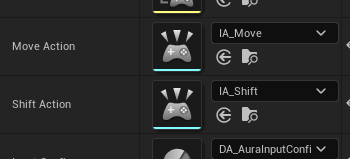 Move Action
IA_Move
Shift Action
IA_Shift
DA_AuraInputConfi